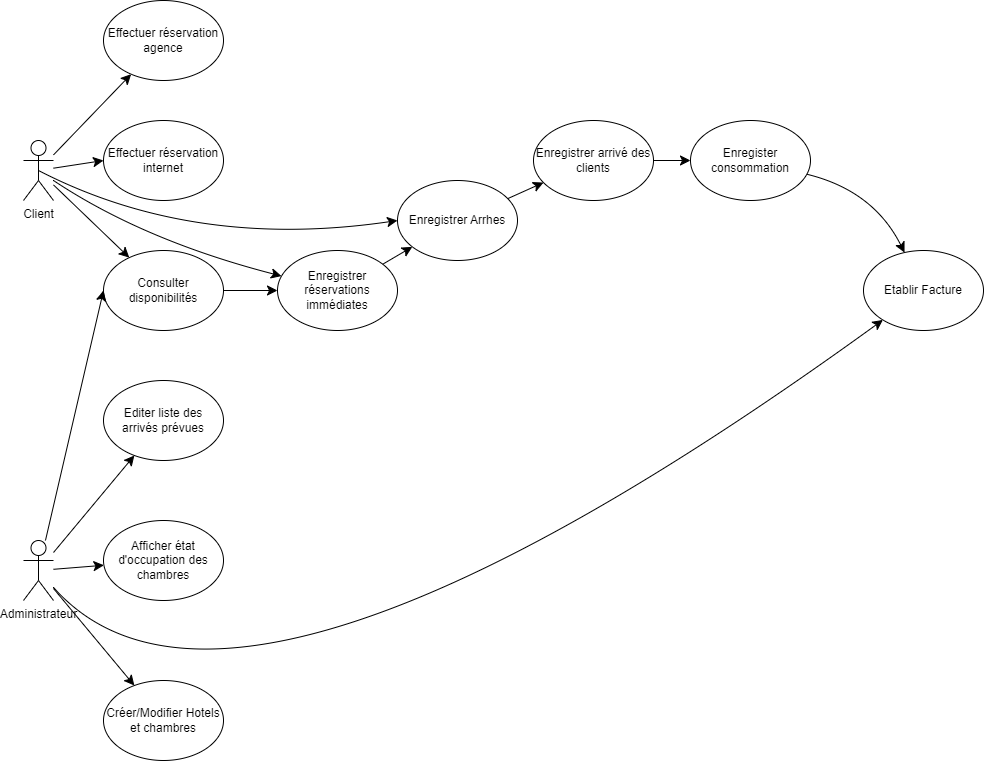 Effectuer réservation
agence
Effectuer réservation
internet
Client
Enregistrer arrivé des
clients
Enregister
consommation
Enregistrer Arrhes
Consulter
disponibilités
Enregistrer
réservations
immédiates
Etablir Facture
Editer liste des
arrivés prévues
Afficher état
d'occupation des
chambres
Administrateur
Créer/Modifier Hotels
et chambres